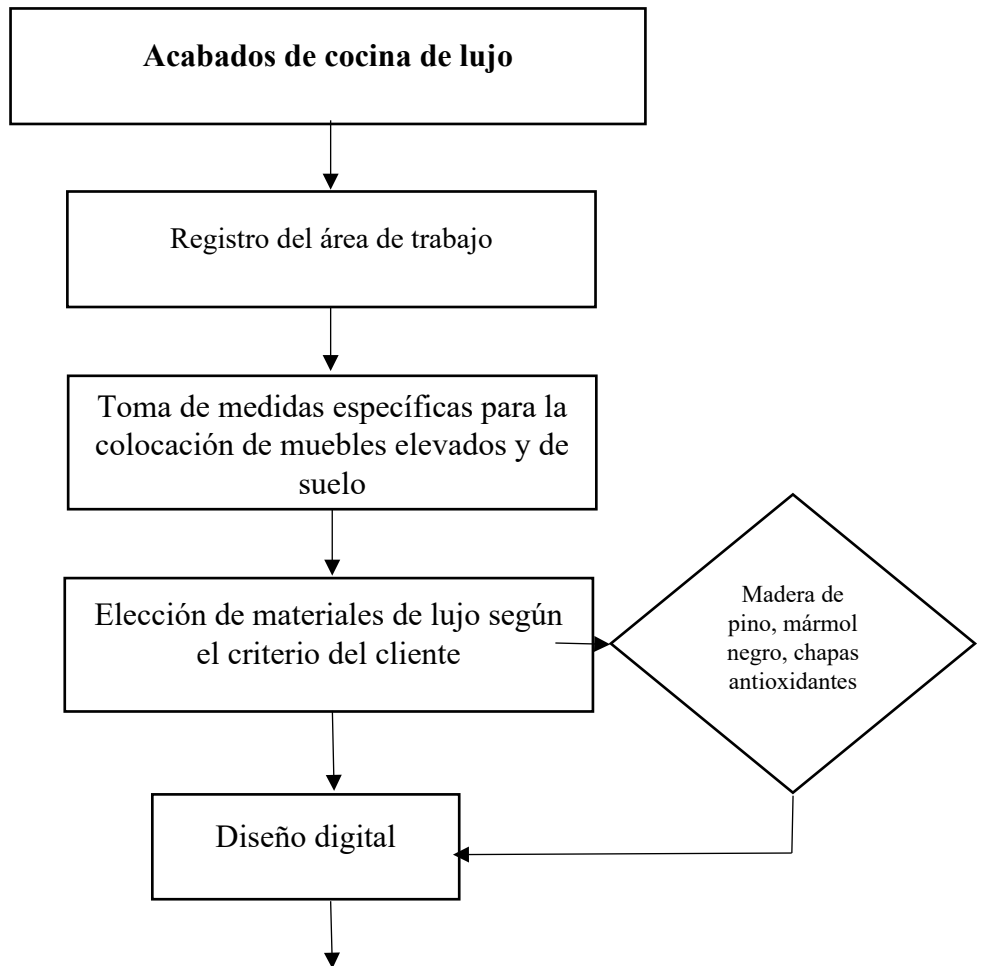 Acabados de cocina de lujo
Registro del área de trabajo
Toma de medidas específicas para la
colocación de muebles elevados y de
suelo
Elección de materiales de lujo según
el criterio del cliente
Madera de
pino, mármol
negro, chapas
antioxidantes
Diseño digital